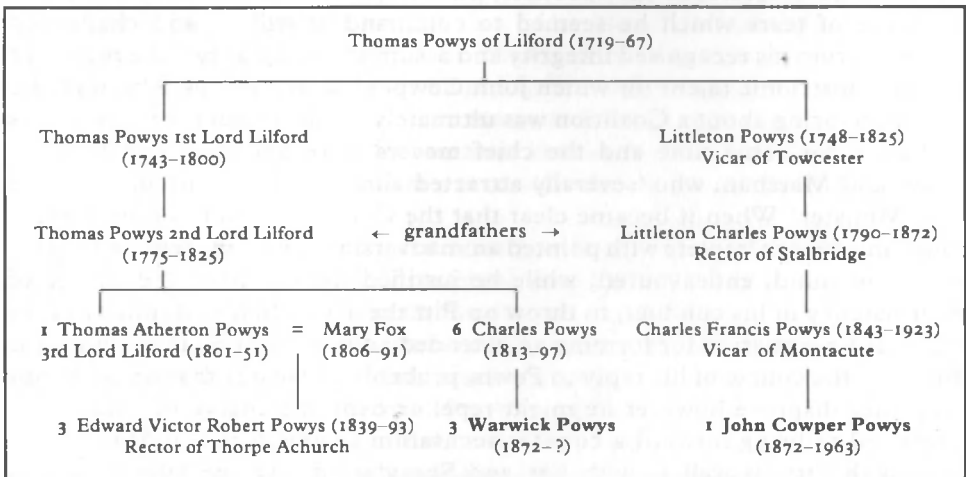 Thomas Powys of Lilford (1719–67)
Thomas Powys 1st Lord Lilford
(1743–1800)
Littleton Powys (1748–1825)
Vicar of Towcester
Thomas Powys 2nd Lord Lilford
(1775–1825)
← grandfathers →
Littleton Charles Powys (1790–1872)
Rector of Stalbridge
1 Thomas Atherton Powys = Mary Fox
3rd Lord Lilford (1801–51) (1806–91)
6 Charles Powys
(1813–97)
Charles Francis Powys (1843–1923)
Vicar of Montacute
3 Edward Victor Robert Powys (1839–93)
Rector of Thorpe Achurch
3 Warwick Powys
(1872–?)
1 John Cowper Powys
(1872–1963)